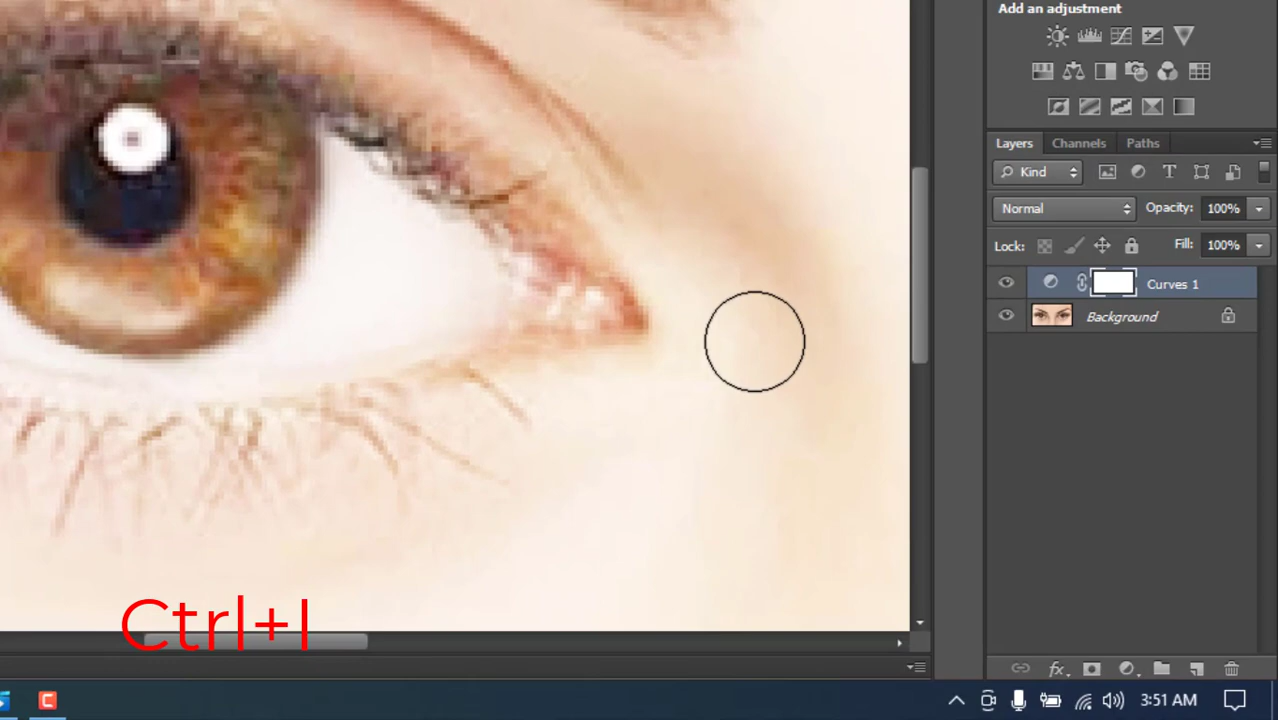 Add an adjustment
Layers Channels Paths
Kind
Normal Opacity: 100%
Lock: Fill: 100%
Curves 1
Background
Ctrl+I
fx
3:51 AM